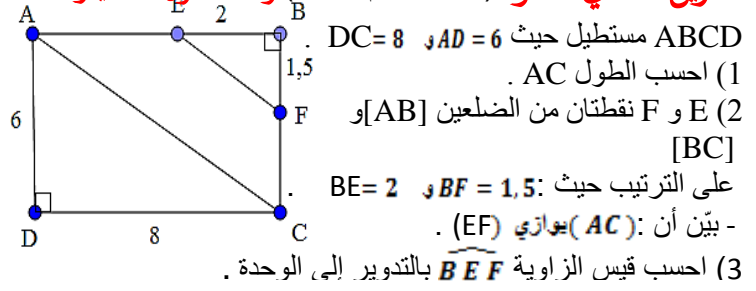 ABCD مستطيل حيث AD = 6 و DC= 8 .
1) احسب الطول AC .
2) E و F نقطتان من الضلعين [AB]و
[BC]
على الترتيب حيث: BF = 1,5 و BE= 2 .
- بيّن أن :(AC) يوازي (EF) .
3) احسب قيس الزاوية BEF بالتدوير إلى الوحدة .
A
E
2
B
1,5
6
F
D
8
C